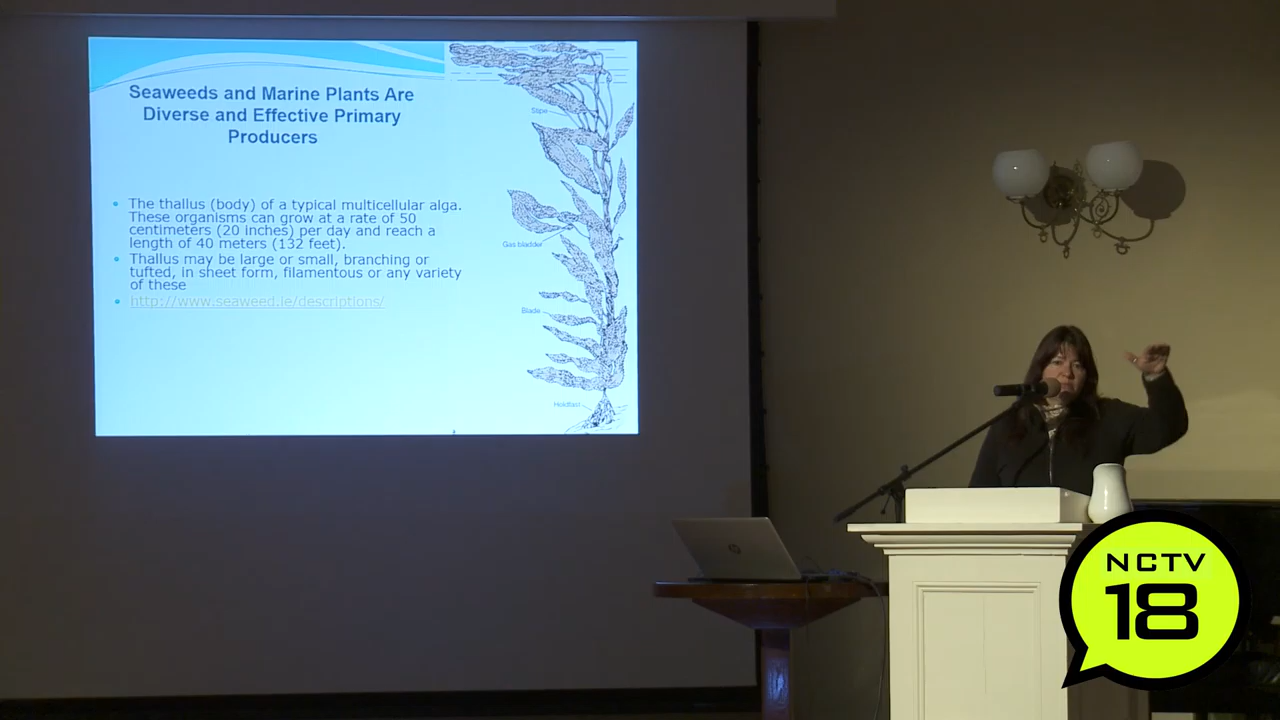 Seaweeds and Marine Plants Are
Diverse and Effective Primary
Producers
• The thallus (body) of a typical multicellular alga.
These organisms can grow at a rate of 50
centimeters (20 inches) per day and reach a
length of 40 meters (132 feet).
• Thallus may be large or small, branching or
tufted, in sheet form, filamentous or any variety
of these
• http://www.seaweed.ie/descriptions/
Stipe
Gas bladder
Blade
Holdfast
NCTV
18